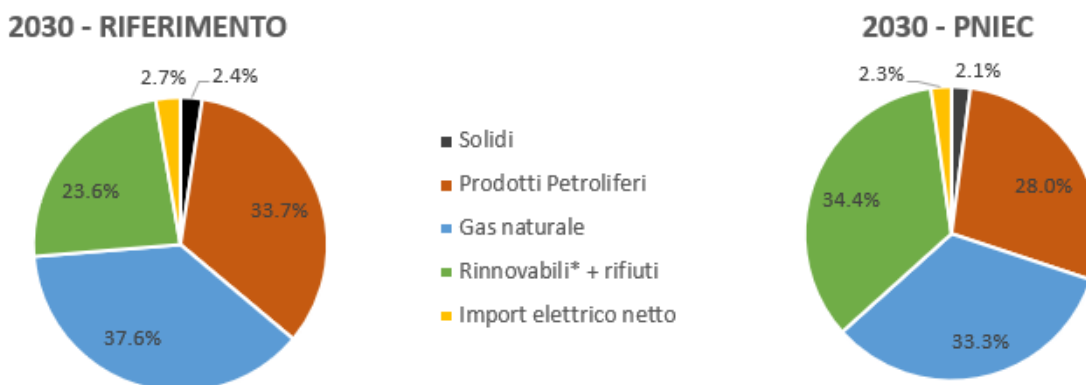 2030 - RIFERIMENTO
2.7%
2.4%
23.6%
33.7%
37.6%
Solidi
Prodotti Petroliferi
Gas naturale
Rinnovabili* + rifiuti
Import elettrico netto
2030 - PNIEC
2.3%
2.1%
34.4%
28.0%
33.3%